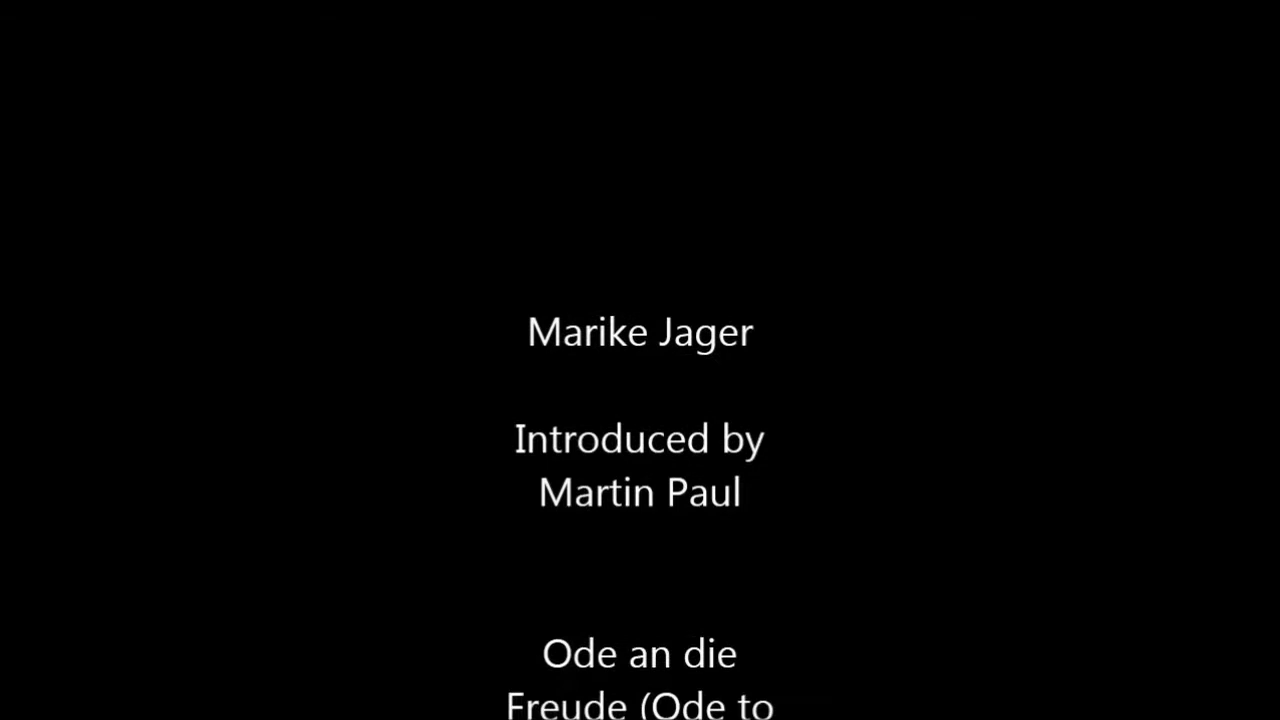 Marike Jager
Introduced by
Martin Paul
Ode an die
Freude (Ode to